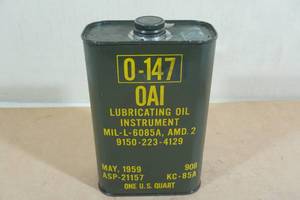 O-147
OAI
LUBRICATING OIL
INSTRUMENT
MIL-L-6085A, AMD. 2
9150-223-4129
MAY, 1959 908
ASP-21157 KC-85A
ONE U.S. QUART